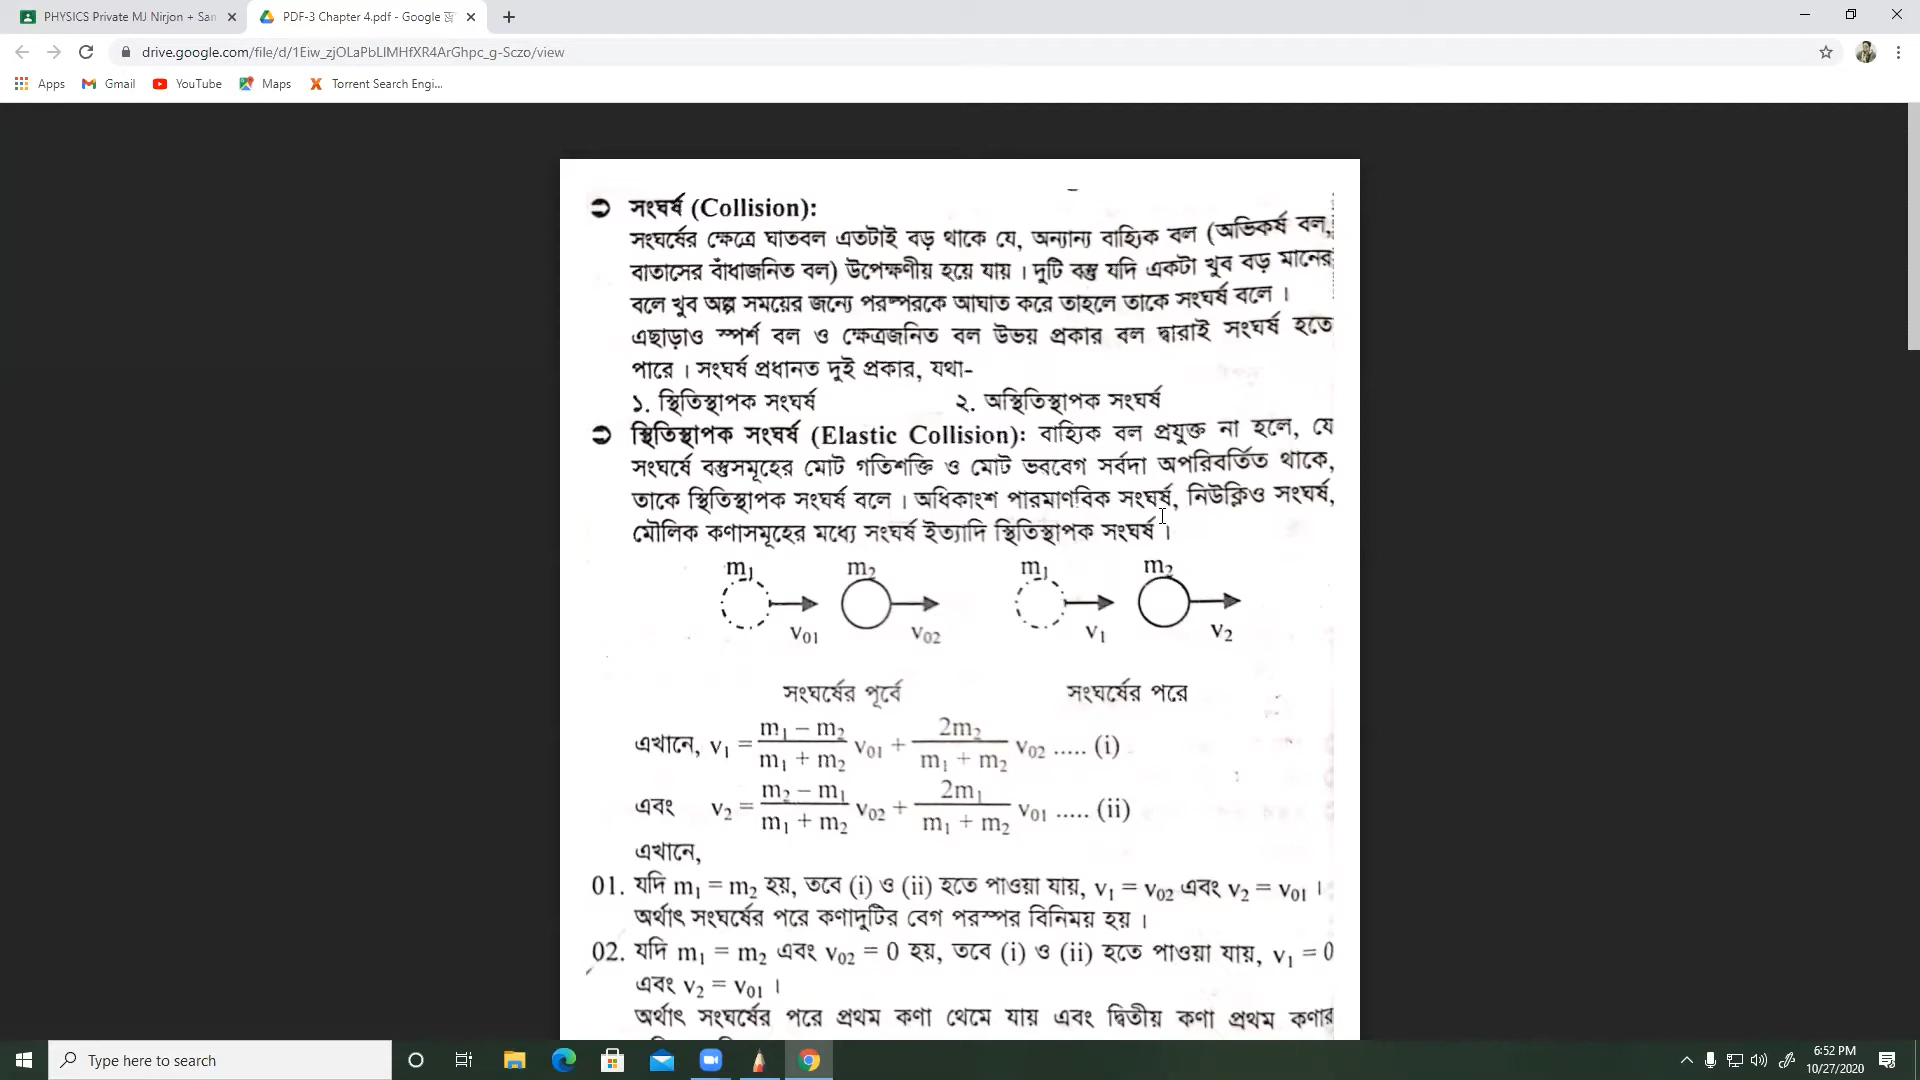 PHYSICS Private MJ Nirjon + San
PDF-3 Chapter 4.pdf - Google ড্র
drive.google.com/file/d/1Eiw_zjOLaPbLlMHfXR4ArGhpc_g-Sczo/view
Apps Gmail YouTube Maps Torrent Search Engi...
সংঘর্ষ (Collision):
সংঘর্ষের ক্ষেত্রে ঘাতবল এতটাই বড় থাকে যে, অন্যান্য বাহ্যিক বল (অভিকর্ষ বল,
বাতাসের বাঁধাজনিত বল) উপেক্ষণীয় হয়ে যায়। দুটি বস্তু যদি একটা খুব বড় মানের
বলে খুব অল্প সময়ের জন্যে পরস্পরকে আঘাত করে তাহলে তাকে সংঘর্ষ বলে।
এছাড়াও স্পর্শ বল ও ক্ষেত্রজনিত বল উভয় প্রকার বল দ্বারাই সংঘর্ষ হতে
পারে। সংঘর্ষ প্রধানত দুই প্রকার, যথা-
১. স্থিতিস্থাপক সংঘর্ষ ২. অস্থিতিস্থাপক সংঘর্ষ
স্থিতিস্থাপক সংঘর্ষ (Elastic Collision): বাহ্যিক বল প্রযুক্ত না হলে, যে
সংঘর্ষে বস্তুসমূহের মোট গতিশক্তি ও মোট ভরবেগ সর্বদা অপরিবর্তিত থাকে,
তাকে স্থিতিস্থাপক সংঘর্ষ বলে। অধিকাংশ পারমাণবিক সংঘর্ষ, নিউক্লিও সংঘর্ষ,
মৌলিক কণাসমূহের মধ্যে সংঘর্ষ ইত্যাদি স্থিতিস্থাপক সংঘর্ষ।
m₁ m₂ m₁ m₂
v₀₁ v₀₂ v₁ v₂
সংঘর্ষের পূর্বে সংঘর্ষের পরে
এখানে, v₁ = (m₁ − m₂)/(m₁ + m₂) v₀₁ + 2m₂/(m₁ + m₂) v₀₂ ..... (i)
এবং v₂ = (m₂ − m₁)/(m₁ + m₂) v₀₂ + 2m₁/(m₁ + m₂) v₀₁ ..... (ii)
এখানে,
01. যদি m₁ = m₂ হয়, তবে (i) ও (ii) হতে পাওয়া যায়, v₁ = v₀₂ এবং v₂ = v₀₁ ।
অর্থাৎ সংঘর্ষের পরে কণাদুটির বেগ পরস্পর বিনিময় হয়।
02. যদি m₁ = m₂ এবং v₀₂ = 0 হয়, তবে (i) ও (ii) হতে পাওয়া যায়, v₁ = 0
এবং v₂ = v₀₁ ।
অর্থাৎ সংঘর্ষের পরে প্রথম কণা থেমে যায় এবং দ্বিতীয় কণা প্রথম কণার
Type here to search
6:52 PM
10/27/2020